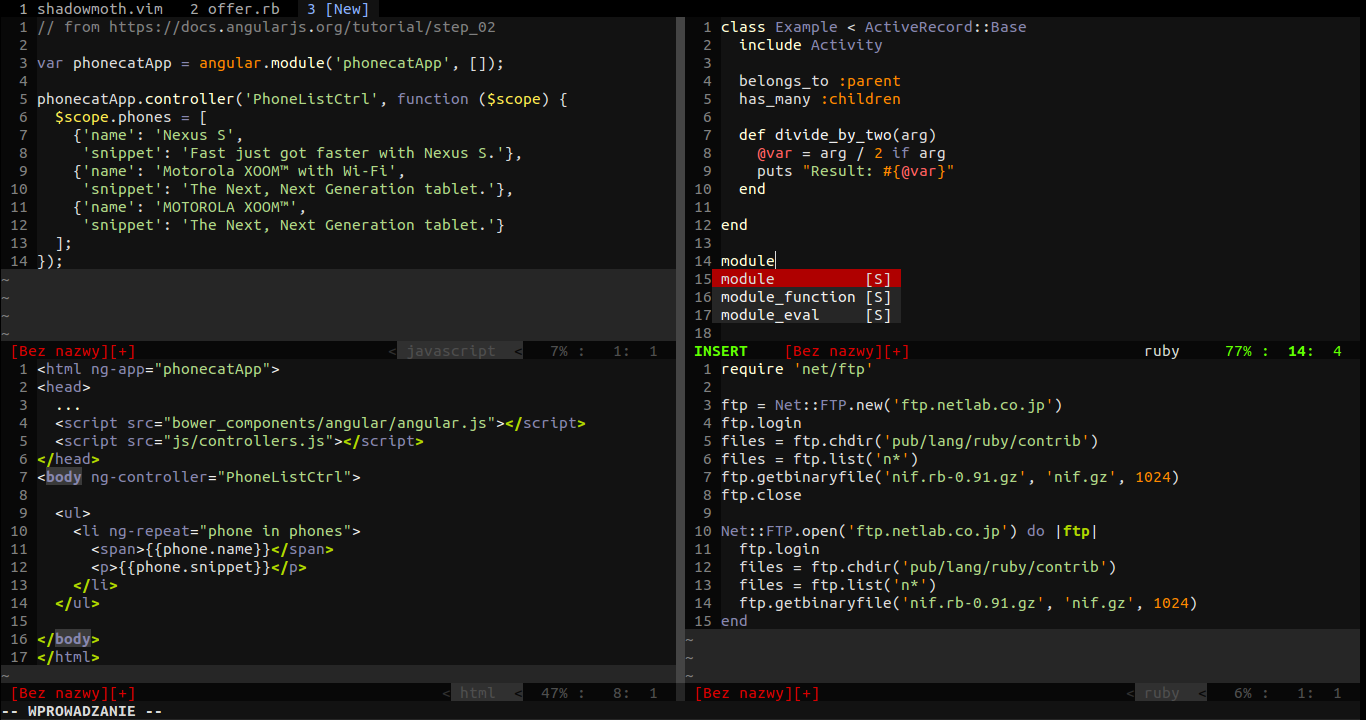 1 shadowmoth.vim 2 offer.rb 3 [New]
1 // from https://docs.angularjs.org/tutorial/step_02
2
3 var phonecatApp = angular.module('phonecatApp', []);
4
5 phonecatApp.controller('PhoneListCtrl', function ($scope) {
6   $scope.phones = [
7     {'name': 'Nexus S',
8      'snippet': 'Fast just got faster with Nexus S.'},
9     {'name': 'Motorola XOOM™ with Wi-Fi',
10      'snippet': 'The Next, Next Generation tablet.'},
11     {'name': 'MOTOROLA XOOM™',
12      'snippet': 'The Next, Next Generation tablet.'}
13   ];
14 });
~
~
~
~
[Bez nazwy][+] < javascript < 7% : 1: 1
1 <html ng-app="phonecatApp">
2 <head>
3   ...
4   <script src="bower_components/angular/angular.js"></script>
5   <script src="js/controllers.js"></script>
6 </head>
7 <body ng-controller="PhoneListCtrl">
8
9   <ul>
10     <li ng-repeat="phone in phones">
11       <span>{{phone.name}}</span>
12       <p>{{phone.snippet}}</p>
13     </li>
14   </ul>
15
16 </body>
17 </html>
~
[Bez nazwy][+] < html < 47% : 8: 1
1 class Example < ActiveRecord::Base
2   include Activity
3
4   belongs_to :parent
5   has_many :children
6
7   def divide_by_two(arg)
8     @var = arg / 2 if arg
9     puts "Result: #{@var}"
10   end
11
12 end
13
14 module
15 module [S]
16 module_function [S]
17 module_eval [S]
18
INSERT [Bez nazwy][+] ruby 77% : 14: 4
1 require 'net/ftp'
2
3 ftp = Net::FTP.new('ftp.netlab.co.jp')
4 ftp.login
5 files = ftp.chdir('pub/lang/ruby/contrib')
6 files = ftp.list('n*')
7 ftp.getbinaryfile('nif.rb-0.91.gz', 'nif.gz', 1024)
8 ftp.close
9
10 Net::FTP.open('ftp.netlab.co.jp') do |ftp|
11   ftp.login
12   files = ftp.chdir('pub/lang/ruby/contrib')
13   files = ftp.list('n*')
14   ftp.getbinaryfile('nif.rb-0.91.gz', 'nif.gz', 1024)
15 end
~
~
~
[Bez nazwy][+] < ruby < 6% : 1: 1
-- WPROWADZANIE --